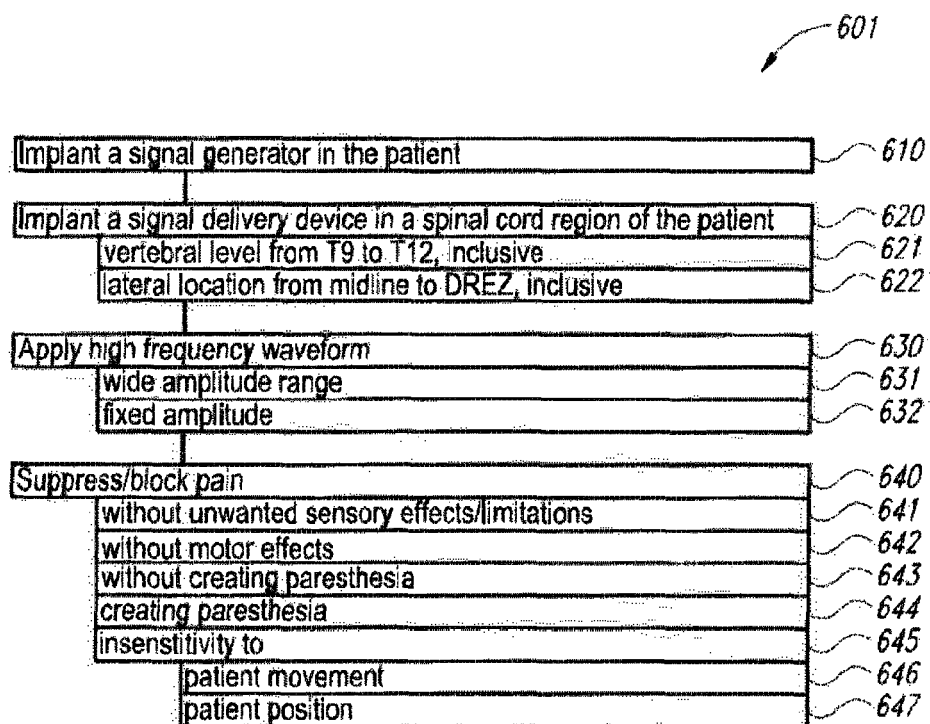 601
Implant a signal generator in the patient 610
Implant a signal delivery device in a spinal cord region of the patient 620
vertebral level from T9 to T12, inclusive 621
lateral location from midline to DREZ, inclusive 622
Apply high frequency waveform 630
wide amplitude range 631
fixed amplitude 632
Suppress/block pain 640
without unwanted sensory effects/limitations 641
without motor effects 642
without creating paresthesia 643
creating paresthesia 644
insenstitivity to 645
patient movement 646
patient position 647